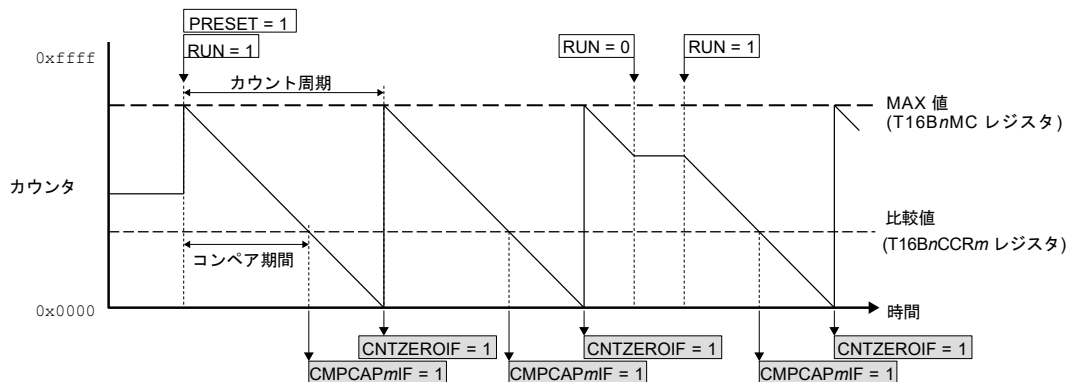 PRESET = 1
RUN = 1
RUN = 0
RUN = 1
0xffff
カウント周期
MAX 値
(T16BnMC レジスタ)
カウンタ
比較値
(T16BnCCRm レジスタ)
コンペア期間
0x0000
時間
CNTZEROIF = 1
CNTZEROIF = 1
CNTZEROIF = 1
CMPCAPmIF = 1
CMPCAPmIF = 1
CMPCAPmIF = 1